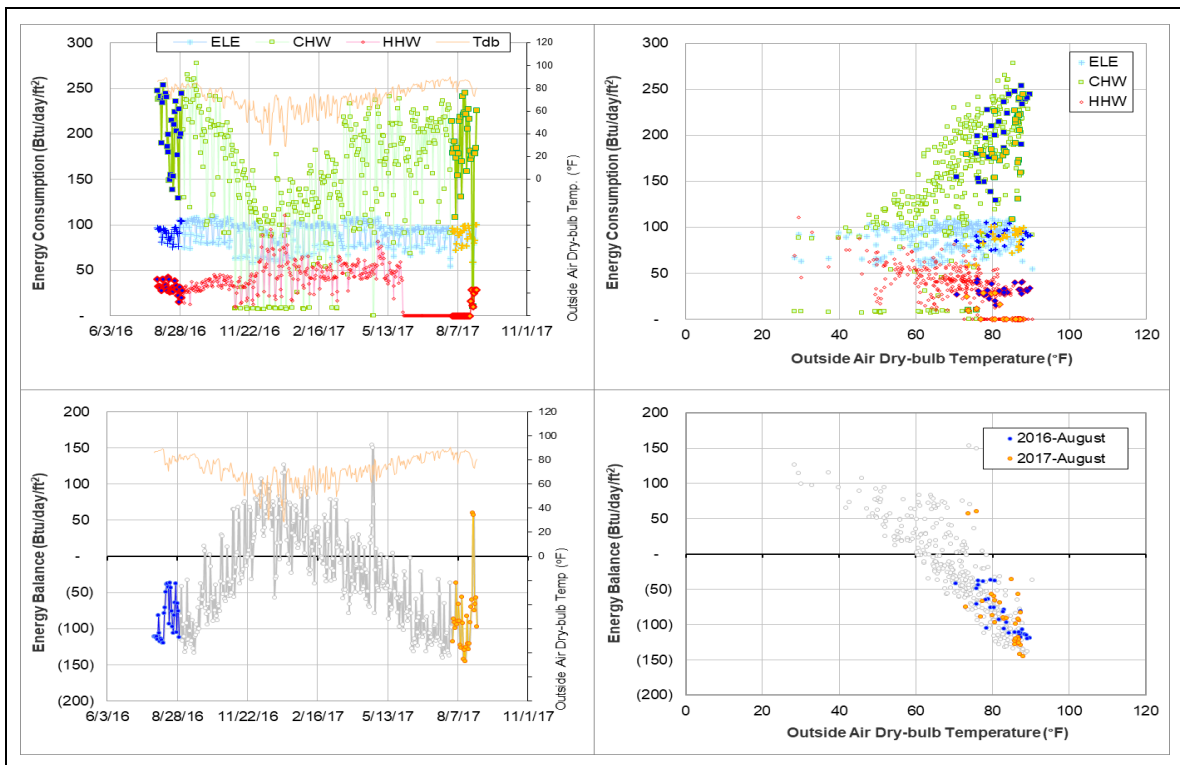 ELE CHW HHW Tdb
Energy Consumption (Btu/day/ft²)
300
250
200
150
100
50
-
120
100
80
60
40
20
0
Outside Air Dry-bulb Temp. (°F)
6/3/16 8/28/16 11/22/16 2/16/17 5/13/17 8/7/17 11/1/17
ELE
CHW
HHW
Energy Consumption (Btu/day/ft²)
300
250
200
150
100
50
-
0 20 40 60 80 100 120
Outside Air Dry-bulb Temperature (°F)
Energy Balance (Btu/day/ft²)
200
150
100
50
-
(50)
(100)
(150)
(200)
120
100
80
60
40
20
0
Outside Air Dry-bulb Temp (°F)
6/3/16 8/28/16 11/22/16 2/16/17 5/13/17 8/7/17 11/1/17
2016-August
2017-August
Energy Balance (Btu/day/ft²)
200
150
100
50
-
(50)
(100)
(150)
(200)
0 20 40 60 80 100 120
Outside Air Dry-bulb Temperature (°F)